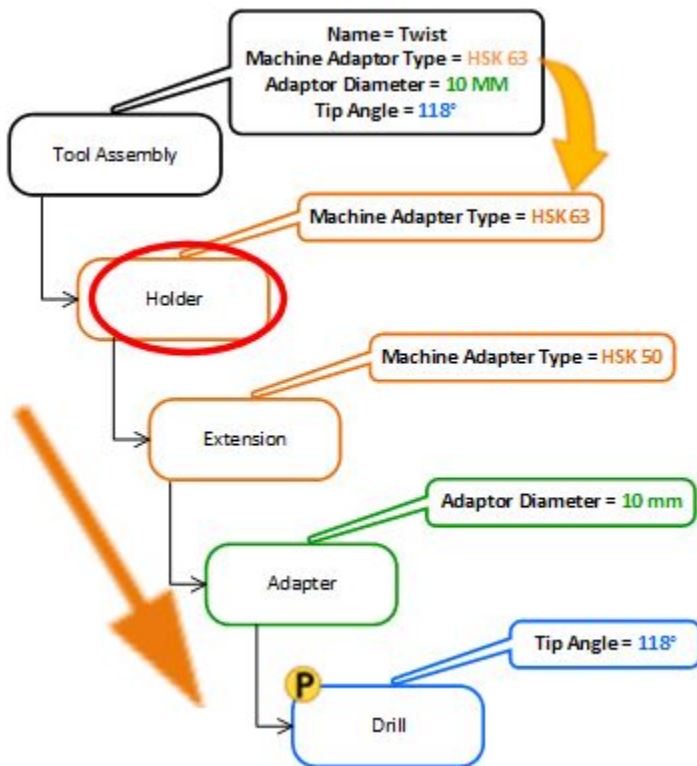 Name = Twist
Machine Adaptor Type = HSK 63
Adaptor Diameter = 10 MM
Tip Angle = 118°
Tool Assembly
Machine Adapter Type = HSK 63
Holder
Machine Adapter Type = HSK 50
Extension
Adaptor Diameter = 10 mm
Adapter
Tip Angle = 118°
P
Drill